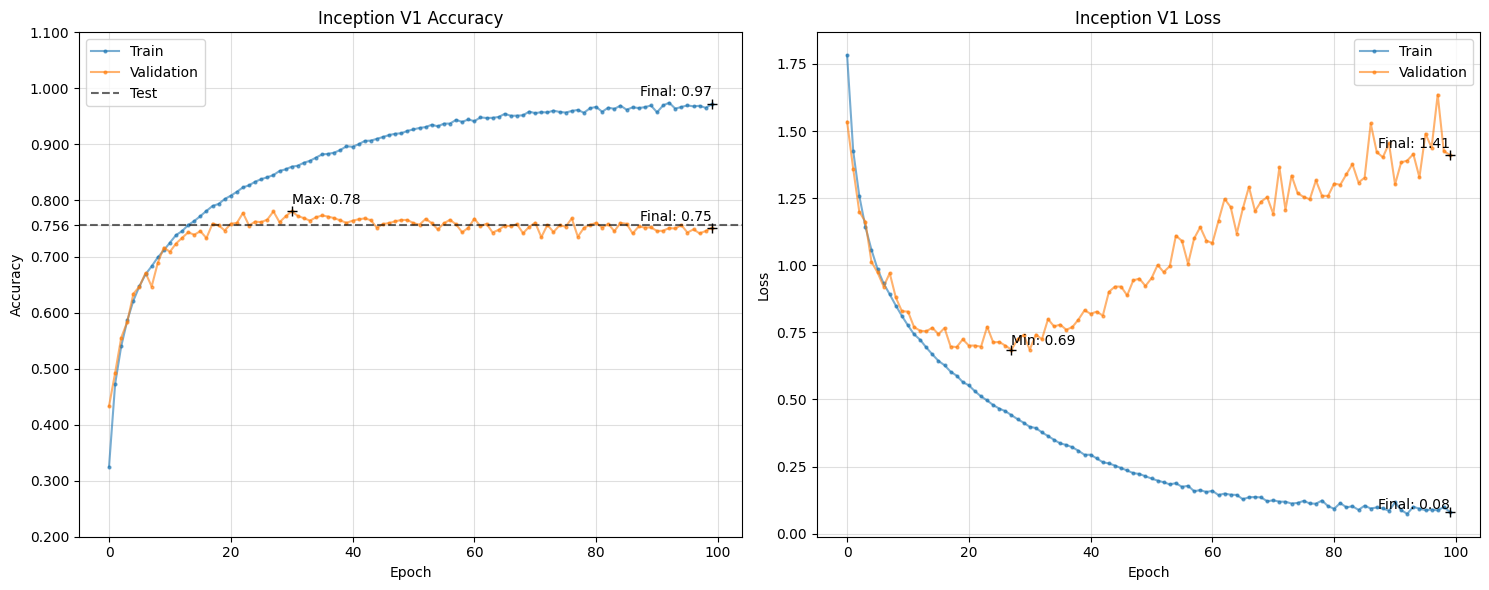 Inception V1 Accuracy
1.100
1.000
0.900
0.800
0.756
0.700
0.600
0.500
0.400
0.300
0.200
Accuracy
Train
Validation
Test
Final: 0.97
Max: 0.78
Final: 0.75
0
20
40
60
80
100
Epoch
Inception V1 Loss
1.75
1.50
1.25
1.00
0.75
0.50
0.25
0.00
Loss
Train
Validation
Final: 1.41
Min: 0.69
Final: 0.08
0
20
40
60
80
100
Epoch